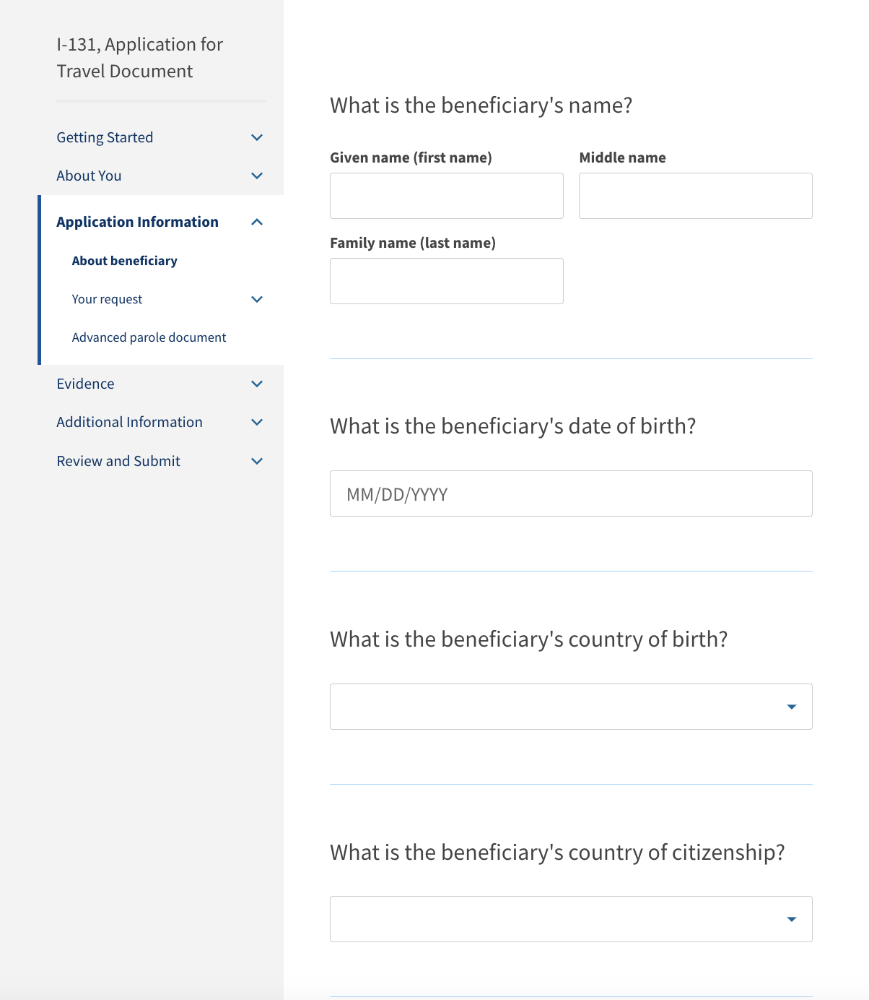 I-131, Application for
Travel Document
Getting Started
About You
Application Information
About beneficiary
Your request
Advanced parole document
Evidence
Additional Information
Review and Submit
What is the beneficiary's name?
Given name (first name)
Middle name
Family name (last name)
What is the beneficiary's date of birth?
MM/DD/YYYY
What is the beneficiary's country of birth?
What is the beneficiary's country of citizenship?